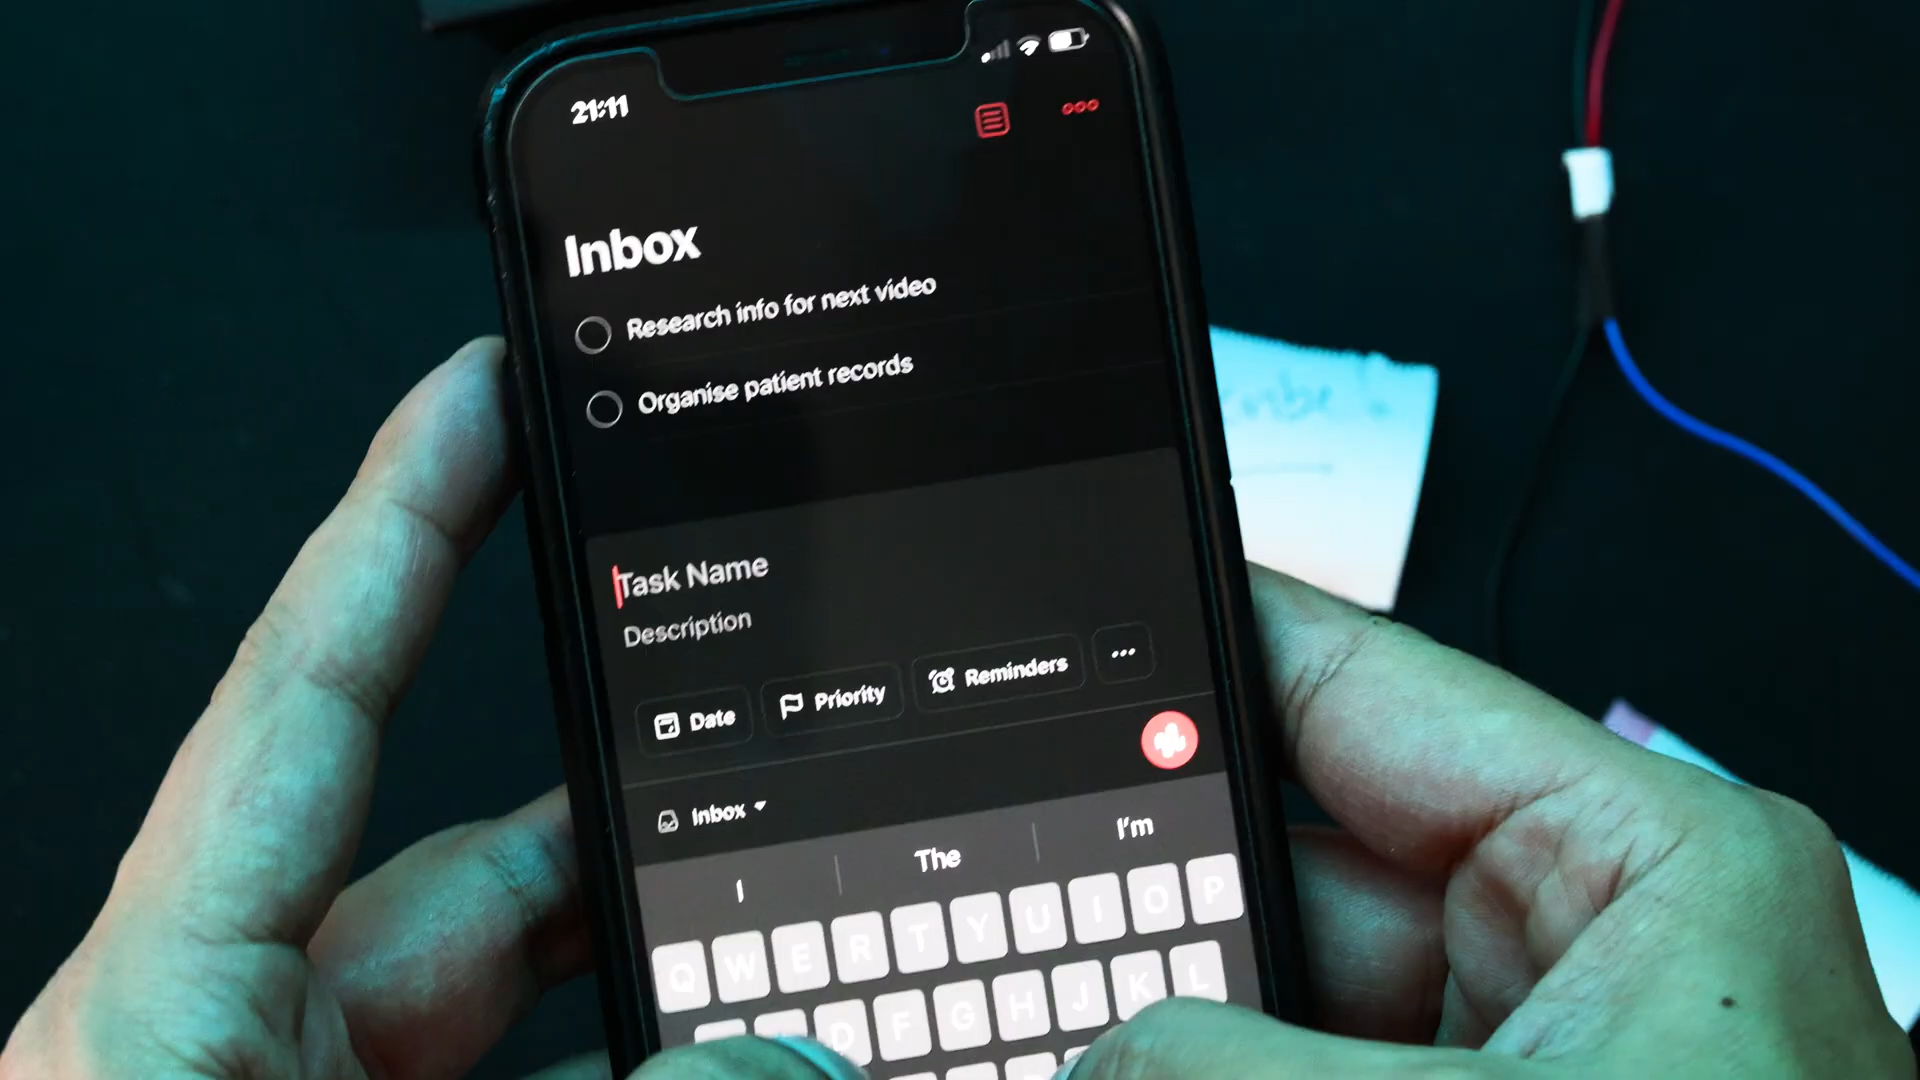 21:11
Inbox
Research info for next video
Organise patient records
Task Name
Description
Date
Priority
Reminders
Inbox
I
The
I'm
Q W E R T Y U I O P
D F G H J K L